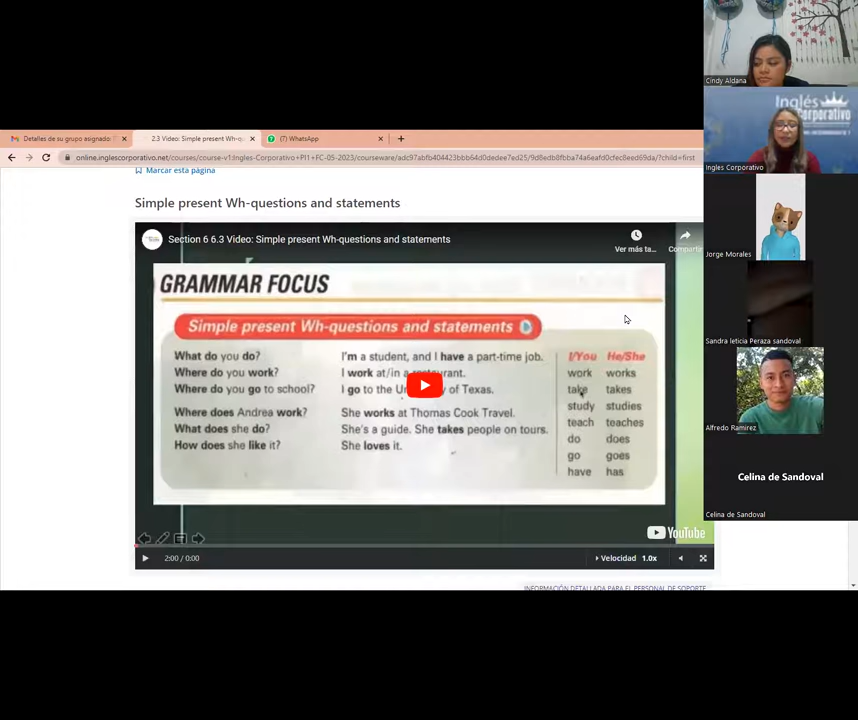 Detalles de su grupo asignado:
2.3 Video: Simple present Wh-q
(7) WhatsApp
online.inglescorporativo.net/courses/course-v1:Ingles-Corporativo+PI1+FC-05-2023/courseware/adc97abfb404423bbb64d0dedee7ed25/9d8edb8fbba74a6eafd0cfec8eed69da/?child=first
Marcar esta página
Simple present Wh-questions and statements
Section 6 6.3 Video: Simple present Wh-questions and statements
Ver más ta...
Compartir
GRAMMAR FOCUS
Simple present Wh-questions and statements
What do you do? I'm a student, and I have a part-time job.
Where do you work? I work at/in a restaurant.
Where do you go to school? I go to the of Texas.
Where does Andrea work? She works at Thomas Cook Travel.
What does she do? She's a guide. She takes people on tours.
How does she like it? She loves it.
I/You He/She
work works
take takes
study studies
teach teaches
do does
go goes
have has
YouTube
2:00 / 0:00
Velocidad 1.0x
INFORMACIÓN DETALLADA PARA EL PERSONAL DE SOPORTE
Cindy Aldana
Inglés
Corporativo
Ingles Corporativo
Jorge Morales
Sandra leticia Peraza sandoval
Alfredo Ramirez
Celina de Sandoval
Celina de Sandoval